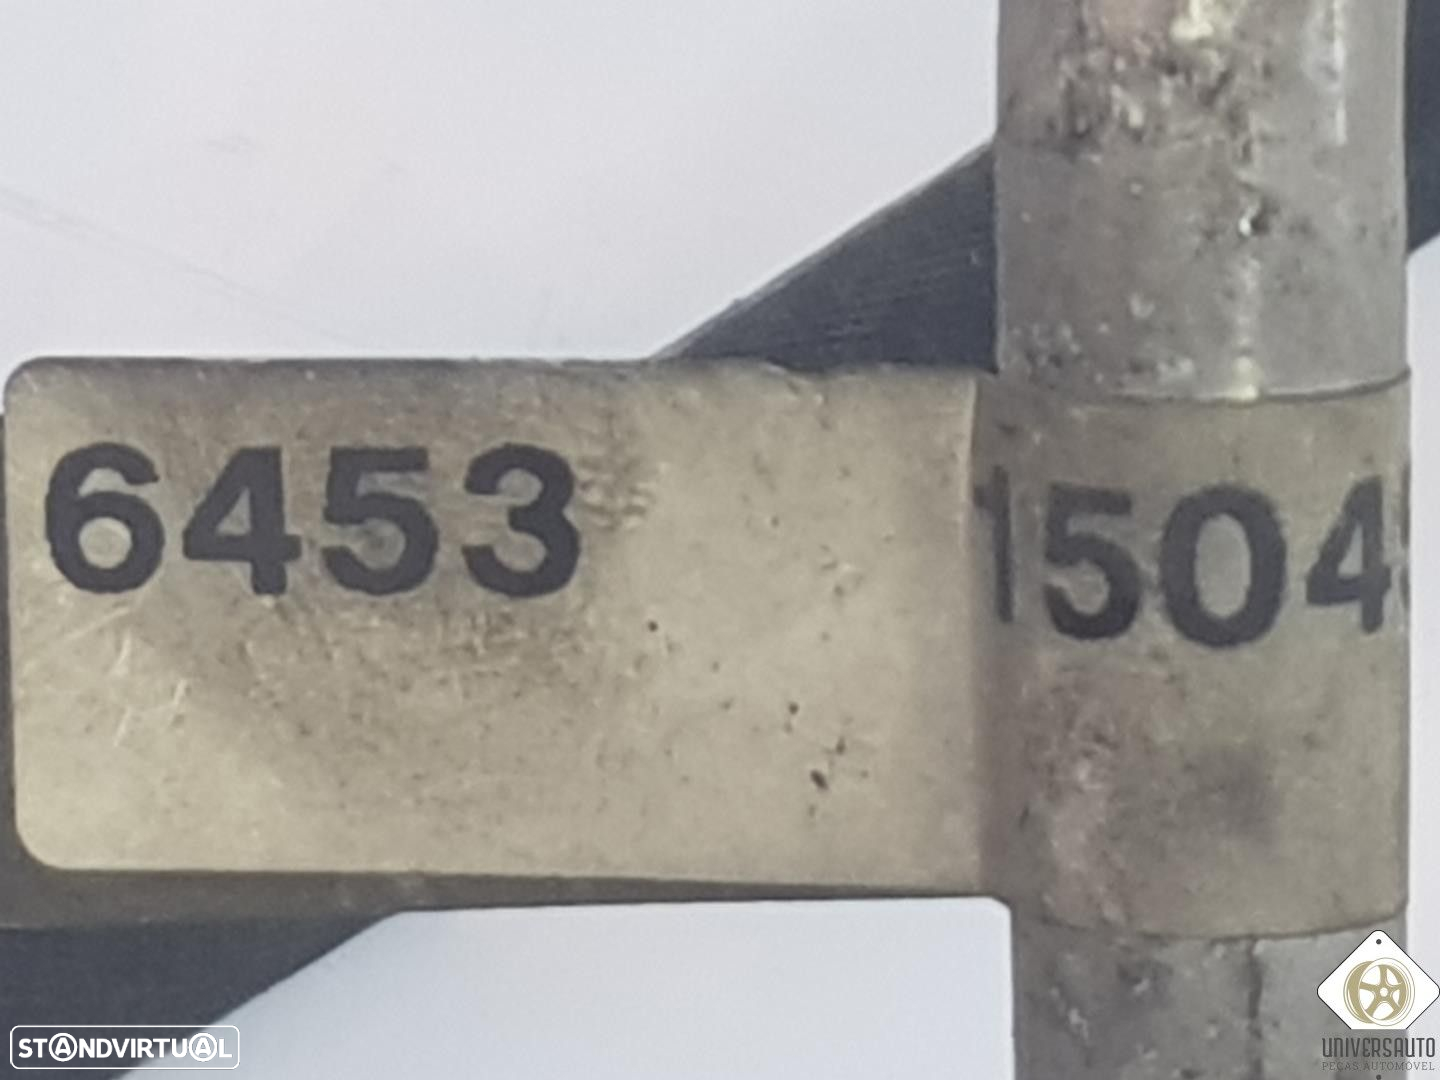 6453 1504
STANDVIRTUAL
UNIVERSAUTO
PEÇAS AUTOMÓVEL